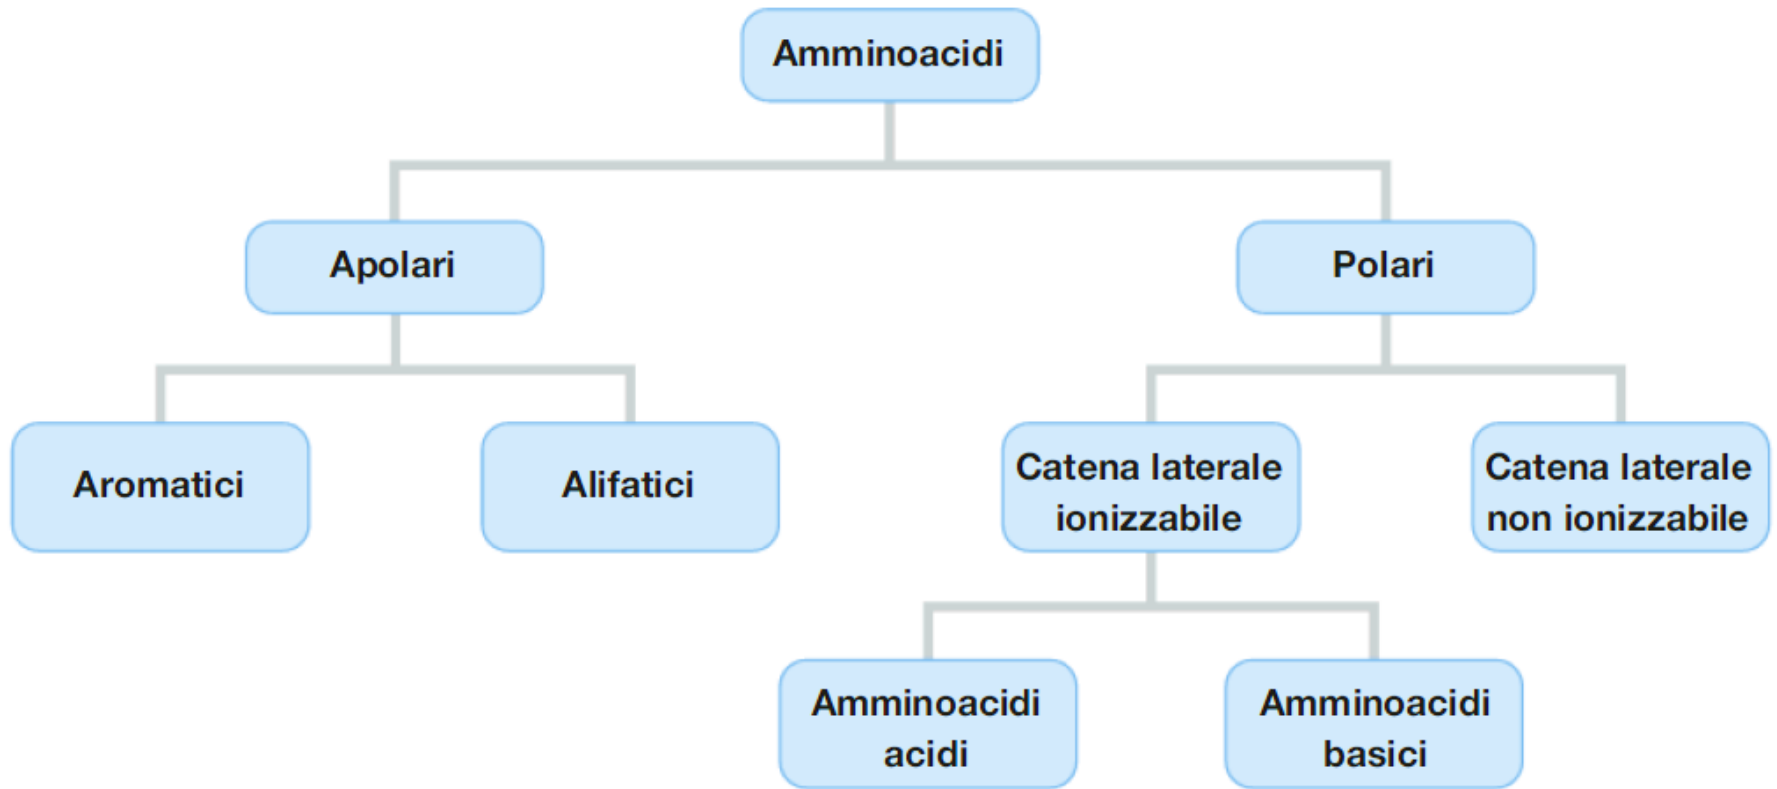 Amminoacidi
Apolari
Polari
Aromatici
Alifatici
Catena laterale
ionizzabile
Catena laterale
non ionizzabile
Amminoacidi
acidi
Amminoacidi
basici